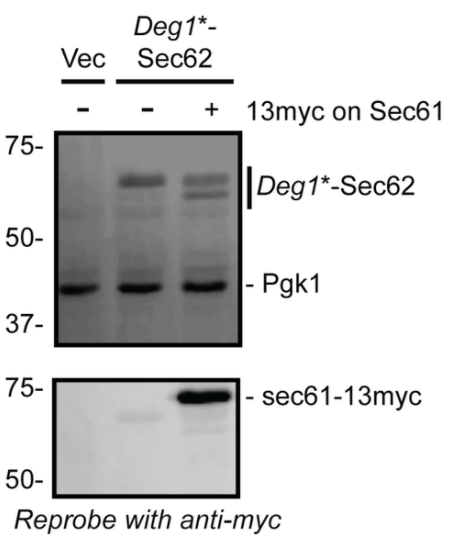 Deg1*-
Vec Sec62
- - + 13myc on Sec61
75-
Deg1*-Sec62
50-
- Pgk1
37-
75-
- sec61-13myc
50-
Reprobe with anti-myc